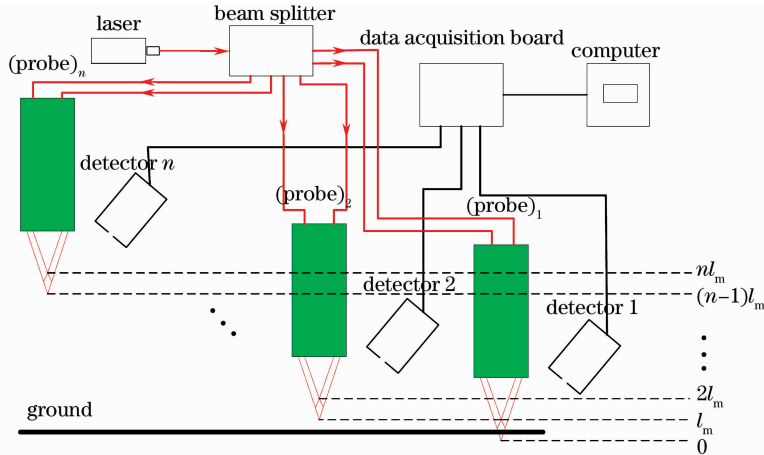 laser
beam splitter
data acquisition board
computer
(probe)ₙ
detector n
(probe)₂
(probe)₁
nlₘ
(n−1)lₘ
detector 2
detector 1
2lₘ
ground
lₘ
0